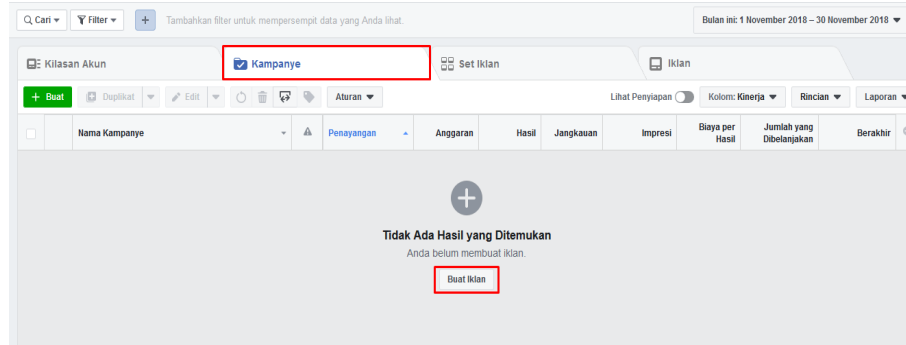 Cari Filter + Tambahkan filter untuk mempersempit data yang Anda lihat. Bulan ini: 1 November 2018 – 30 November 2018
Kilasan Akun Kampanye Set Iklan Iklan
+ Buat Duplikat Edit Aturan Lihat Penyiapan Kolom: Kinerja Rincian Laporan
Nama Kampanye Penayangan Anggaran Hasil Jangkauan Impresi Biaya per Hasil Jumlah yang Dibelanjakan Berakhir
Tidak Ada Hasil yang Ditemukan
Anda belum membuat iklan.
Buat Iklan